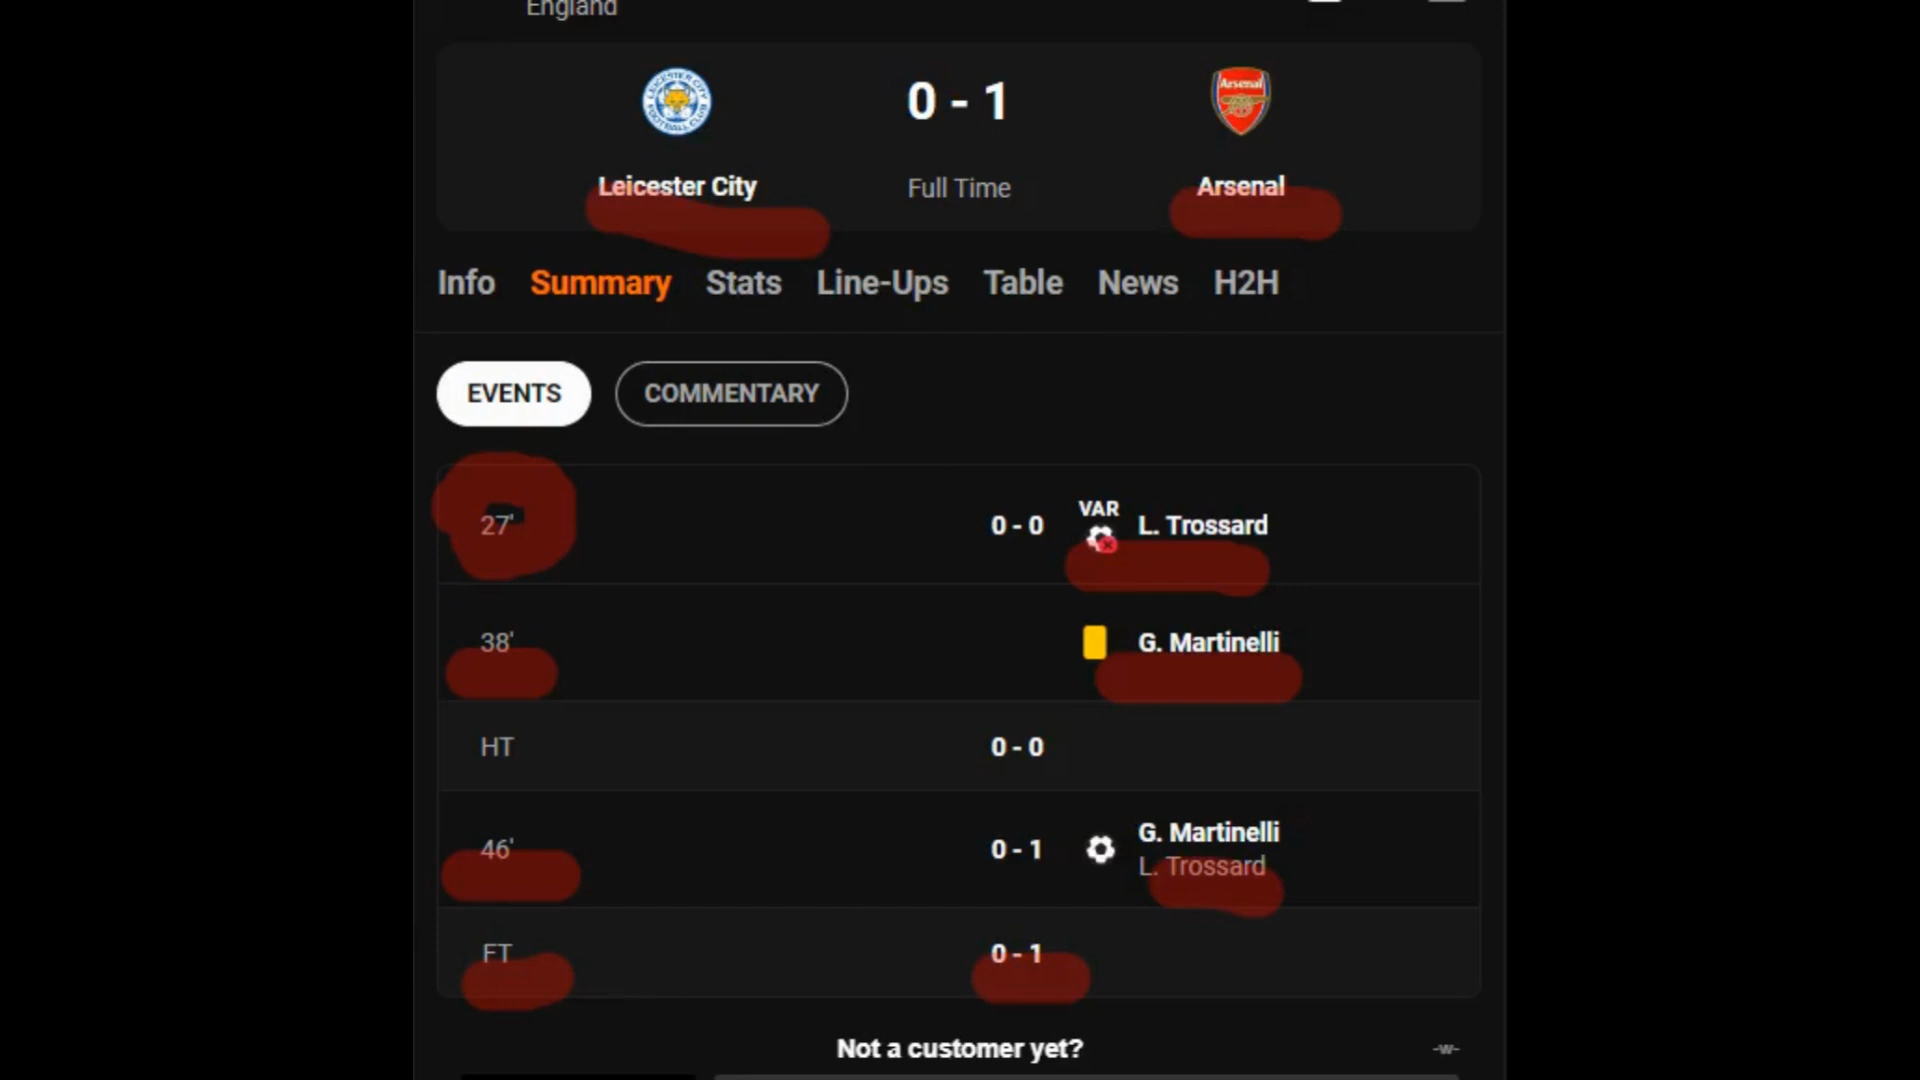 England
0 - 1
Leicester City
Full Time
Arsenal
Info Summary Stats Line-Ups Table News H2H
EVENTS COMMENTARY
27' 0 - 0 VAR L. Trossard
38' G. Martinelli
HT 0 - 0
46' 0 - 1 G. Martinelli
L. Trossard
FT 0 - 1
Not a customer yet?